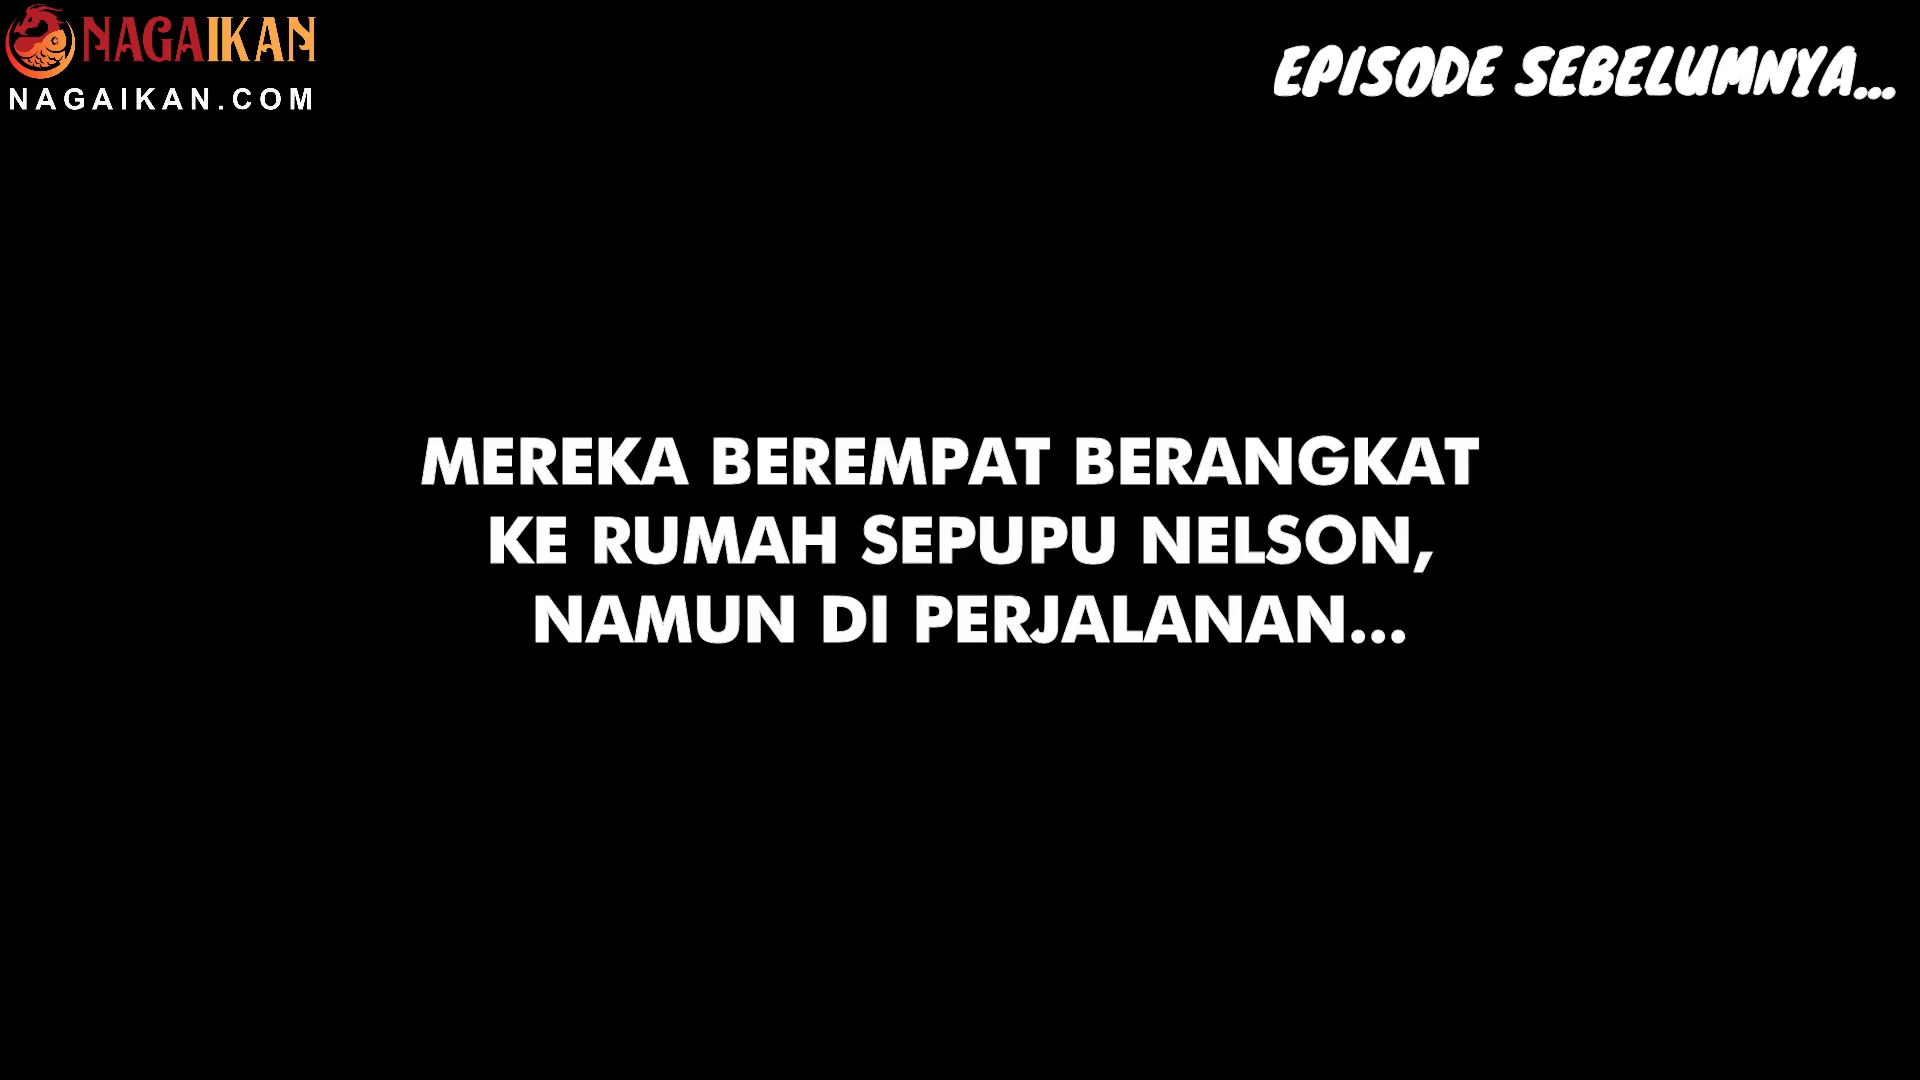 NAGAIKAN
NAGAIKAN.COM
EPISODE SEBELUMNYA...
MEREKA BEREMPAT BERANGKAT
KE RUMAH SEPUPU NELSON,
NAMUN DI PERJALANAN...